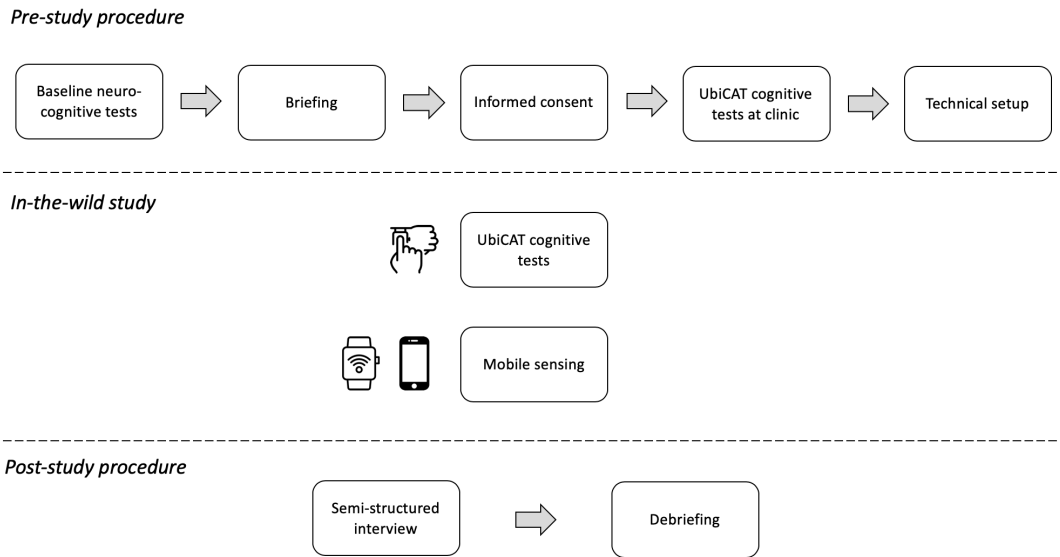 Pre-study procedure
Baseline neuro-
cognitive tests
Briefing
Informed consent
UbiCAT cognitive
tests at clinic
Technical setup
In-the-wild study
UbiCAT cognitive
tests
Mobile sensing
Post-study procedure
Semi-structured
interview
Debriefing